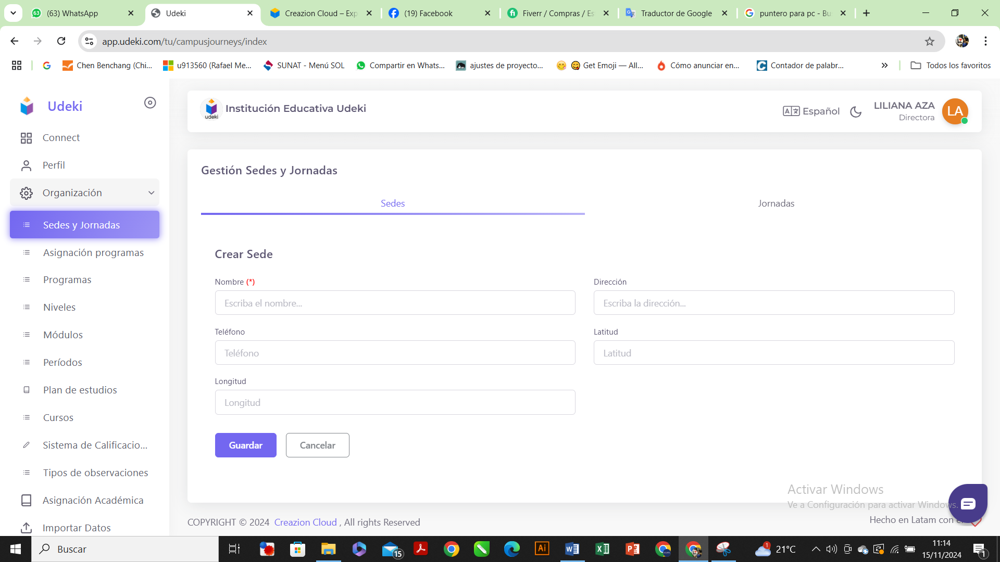 63
(63) WhatsApp
Udeki
Creazion Cloud – Exp
(19) Facebook
Fiverr / Compras / Es
Traductor de Google
puntero para pc - Bu
app.udeki.com/tu/campusjourneys/index
Chen Benchang (Chi...
u913560 (Rafael Me...
SUNAT - Menú SOL
Compartir en Whats...
ajustes de proyecto...
Get Emoji — All...
Cómo anunciar en...
Contador de palabr...
Todos los favoritos
Udeki
udeki
Institución Educativa Udeki
Español
LILIANA AZA
Directora
LA
Connect
Perfil
Organización
Sedes y Jornadas
Asignación programas
Programas
Niveles
Módulos
Períodos
Plan de estudios
Cursos
Sistema de Calificacio...
Tipos de observaciones
Asignación Académica
Importar Datos
Gestión Sedes y Jornadas
Sedes
Jornadas
Crear Sede
Nombre (*)
Escriba el nombre...
Dirección
Escriba la dirección...
Teléfono
Teléfono
Latitud
Latitud
Longitud
Longitud
Guardar
Cancelar
Activar Windows
Ve a Configuración para activar Windows.
COPYRIGHT © 2024 Creazion Cloud , All rights Reserved
Hecho en Latam con
Buscar
15
Ai
1
21°C
11:14
15/11/2024
1